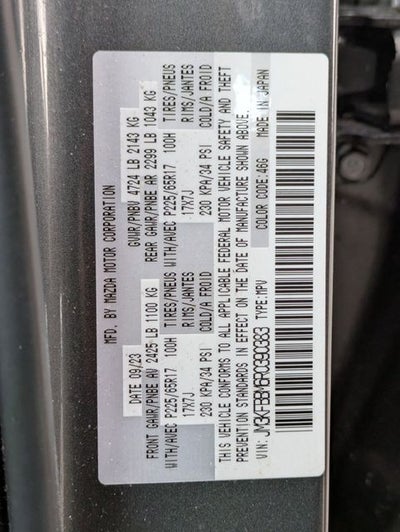 MFD. BY MAZDA MOTOR CORPORATION
DATE 09/23 GVWR/PNBV 4724 LB 2143 KG
FRONT GAWR/PNBE AV 2425 LB 1100 KG REAR GAWR/PNBE AR 2299 LB 1043 KG
WITH/AVEC P225/65R17 100H TIRES/PNEUS WITH/AVEC P225/65R17 100H TIRES/PNEUS
17X7J RIMS/JANTES 17X7J RIMS/JANTES
230 KPA/34 PSI COLD/A FROID 230 KPA/34 PSI COLD/A FROID
THIS VEHICLE CONFORMS TO ALL APPLICABLE FEDERAL MOTOR VEHICLE SAFETY AND THEFT
PREVENTION STANDARDS IN EFFECT ON THE DATE OF MANUFACTURE SHOWN ABOVE.
VIN: JM3KFBBM6R0390383 TYPE: MPV COLOR CODE: 46G MADE IN JAPAN